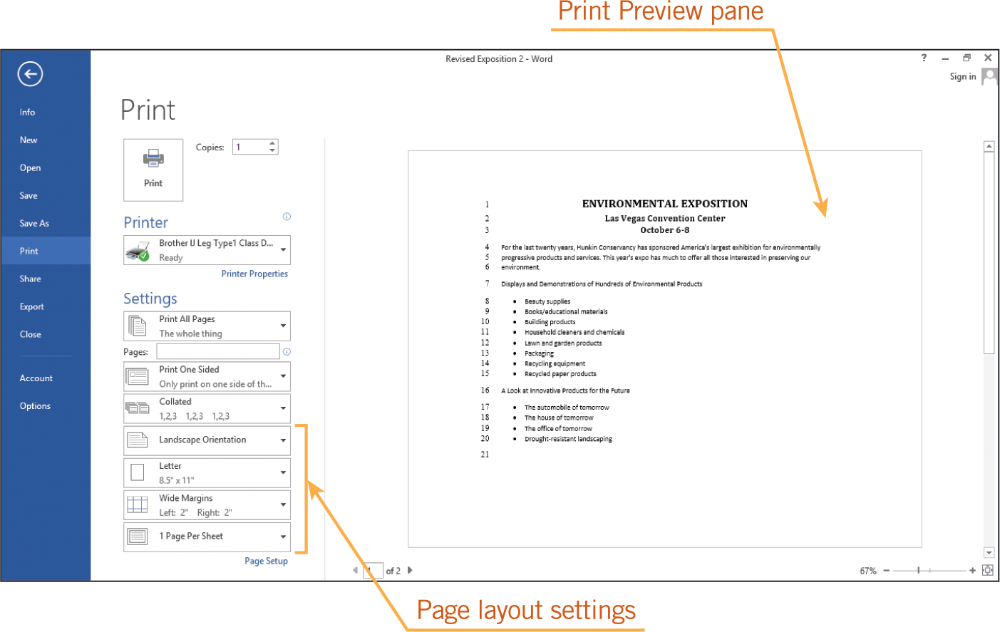 Print Preview pane
Revised Exposition 2 - Word
?
Sign in
Info
New
Open
Save
Save As
Print
Share
Export
Close
Account
Options
Print
Print
Copies: 1
Printer
Brother IJ Leg Type1 Class D...
Ready
Printer Properties
Settings
Print All Pages
The whole thing
Pages:
Print One Sided
Only print on one side of th...
Collated
1,2,3 1,2,3 1,2,3
Landscape Orientation
Letter
8.5" x 11"
Wide Margins
Left: 2" Right: 2"
1 Page Per Sheet
Page Setup
1 ENVIRONMENTAL EXPOSITION
2 Las Vegas Convention Center
3 October 6-8
4 For the last twenty years, Hunkin Conservancy has sponsored America's largest exhibition for environmentally
5 progressive products and services. This year's expo has much to offer all those interested in preserving our
6 environment.
7 Displays and Demonstrations of Hundreds of Environmental Products
8 • Beauty supplies
9 • Books/educational materials
10 • Building products
11 • Household cleaners and chemicals
12 • Lawn and garden products
13 • Packaging
14 • Recycling equipment
15 • Recycled paper products
16 A Look at Innovative Products for the Future
17 • The automobile of tomorrow
18 • The house of tomorrow
19 • The office of tomorrow
20 • Drought-resistant landscaping
21
1 of 2
67%
Page layout settings